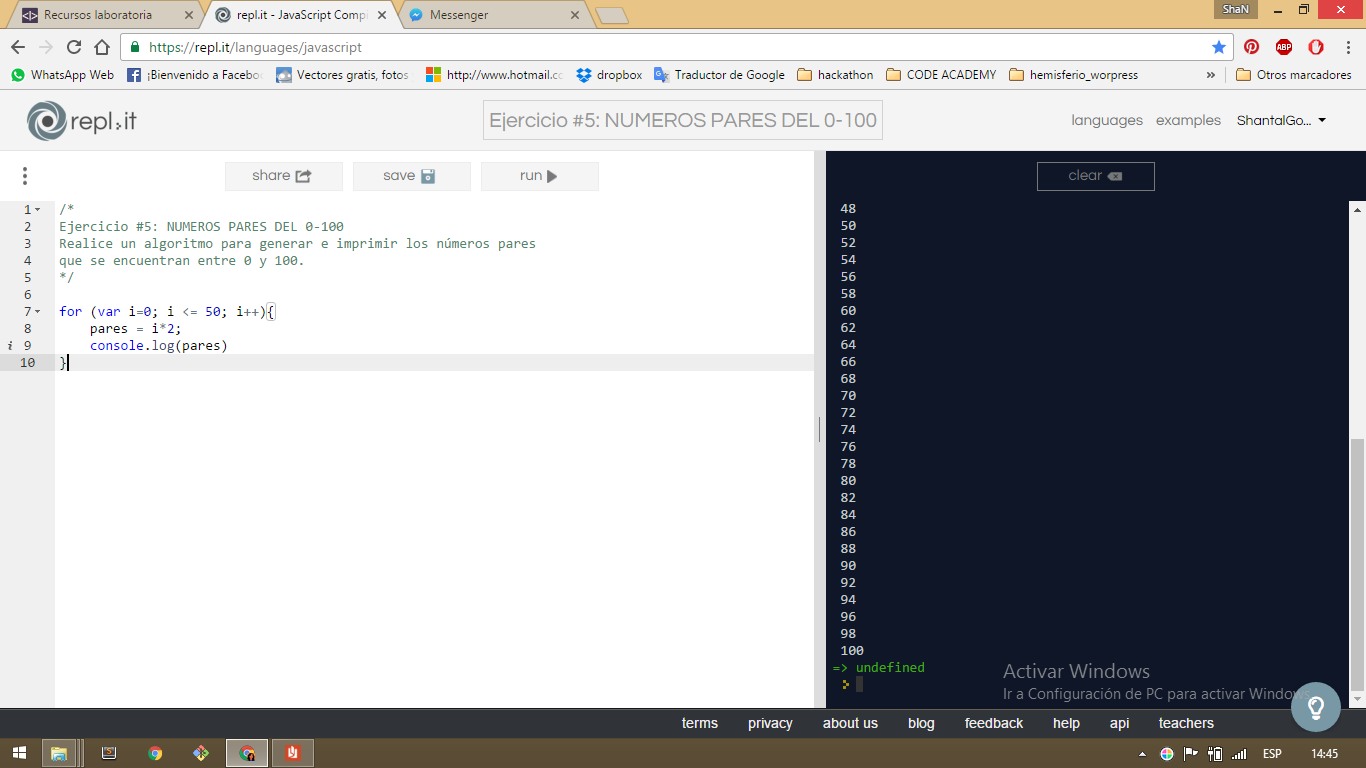 Recursos laboratoria
repl.it - JavaScript Compi
Messenger
ShaN
https://repl.it/languages/javascript
WhatsApp Web
¡Bienvenido a Facebo
Vectores gratis, fotos
http://www.hotmail.cc
dropbox
Traductor de Google
hackathon
CODE ACADEMY
hemisferio_worpress
»
Otros marcadores
repl.it
Ejercicio #5: NUMEROS PARES DEL 0-100
languages
examples
ShantalGo...
share
save
run
clear
1 /*
2 Ejercicio #5: NUMEROS PARES DEL 0-100
3 Realice un algoritmo para generar e imprimir los números pares
4 que se encuentran entre 0 y 100.
5 */
6
7 for (var i=0; i <= 50; i++){
8 pares = i*2;
i 9 console.log(pares)
10 }
48
50
52
54
56
58
60
62
64
66
68
70
72
74
76
78
80
82
84
86
88
90
92
94
96
98
100
=> undefined
Activar Windows
Ir a Configuración de PC para activar Windows.
terms
privacy
about us
blog
feedback
help
api
teachers
ESP
14:45